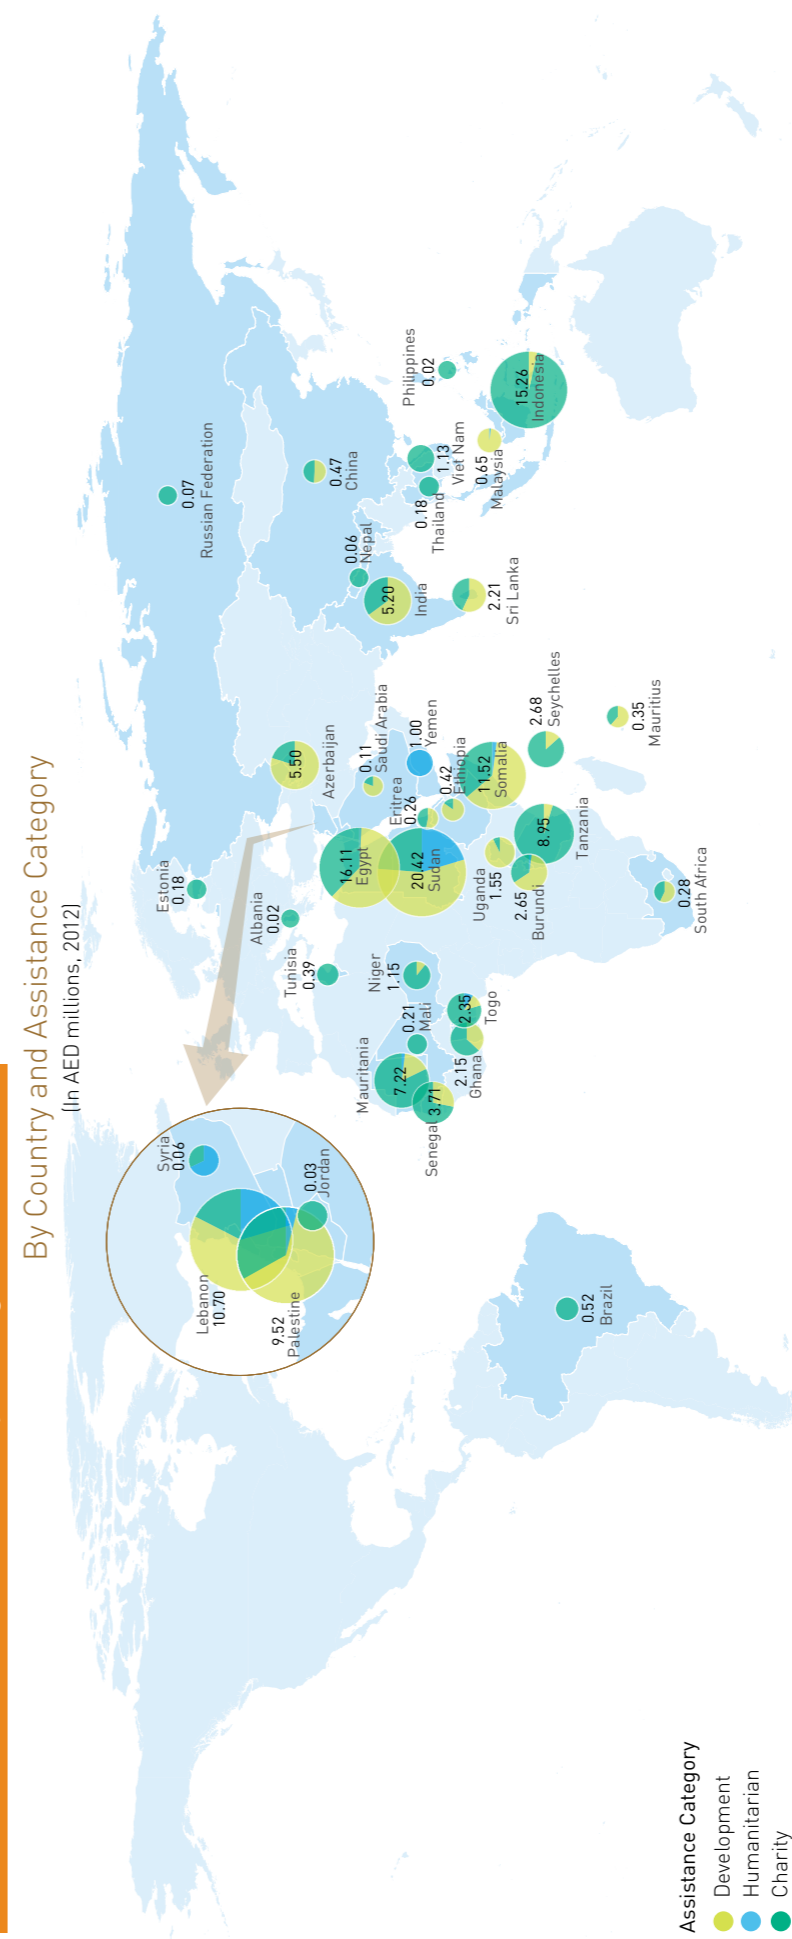 By Country and Assistance Category
(In AED millions, 2012)
Russian Federation
0.07
Estonia
0.18
Albania
0.02
Tunisia
0.39
Azerbaijan
5.50
0.47
China
0.06
Nepal
5.20
India
2.21
Sri Lanka
Philippines
0.02
1.13
Viet Nam
0.18
Thailand
0.65
Malaysia
15.26
Indonesia
Syria
0.06
Lebanon
10.70
9.52
Palestine
0.03
Jordan
0.11
Saudi Arabia
1.00
Yemen
Eritrea
0.26
0.42
Ethiopia
11.52
Somalia
16.11
Egypt
20.42
Sudan
Uganda
1.55
2.65
Burundi
8.95
Tanzania
2.68
Seychelles
0.35
Mauritius
Niger
1.15
0.21
Mali
Mauritania
7.22
Senegal
3.71
2.15
Ghana
2.35
Togo
0.28
South Africa
0.52
Brazil
Assistance Category
Development
Humanitarian
Charity